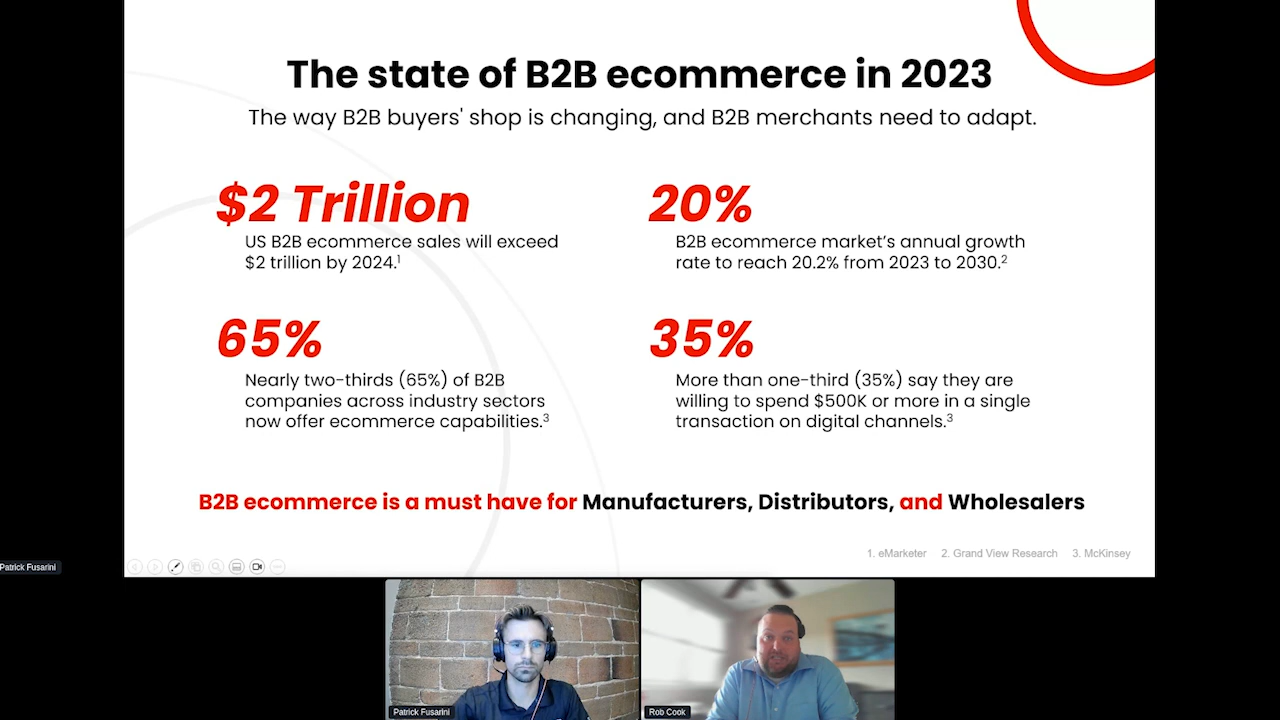 The state of B2B ecommerce in 2023
The way B2B buyers' shop is changing, and B2B merchants need to adapt.
$2 Trillion
US B2B ecommerce sales will exceed
$2 trillion by 2024.¹
20%
B2B ecommerce market’s annual growth
rate to reach 20.2% from 2023 to 2030.²
65%
Nearly two-thirds (65%) of B2B
companies across industry sectors
now offer ecommerce capabilities.³
35%
More than one-third (35%) say they are
willing to spend $500K or more in a single
transaction on digital channels.³
B2B ecommerce is a must have for Manufacturers, Distributors, and Wholesalers
1. eMarketer 2. Grand View Research 3. McKinsey
Patrick Fusarini
Patrick Fusarini
Rob Cook